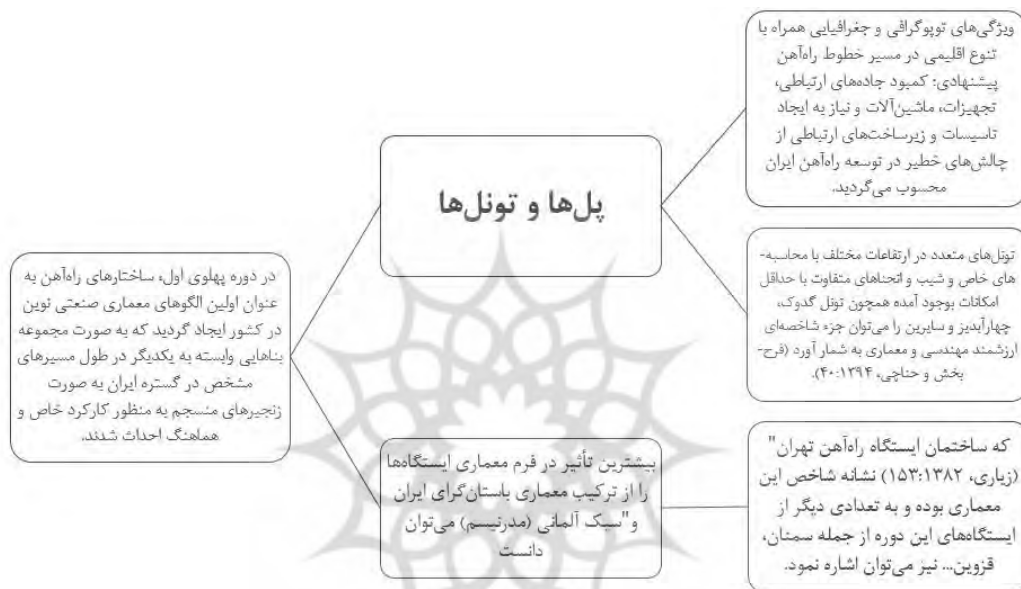 ویژگی‌های توپوگرافی و جغرافیایی همراه با
تنوع اقلیمی در مسیر خطوط راه‌آهن
پیشنهادی؛ کمبود جاده‌های ارتباطی،
تجهیزات، ماشین‌آلات و نیاز به ایجاد
تاسیسات و زیرساخت‌های ارتباطی از
چالش‌های خطیر در توسعه راه‌آهن ایران
محسوب می‌گردید.
پل‌ها و تونل‌ها
تونل‌های متعدد در ارتفاعات مختلف با محاسبه-
های خاص و شیب و انحناهای متفاوت با حداقل
امکانات بوجود آمده همچون تونل گدوک،
چهارآبدیز و سایرین را می‌توان جزء شاخصه‌ای
ارزشمند مهندسی و معماری به شمار آورد (فرح-
بخش و حناچی، ۴۰:۱۳۹۴).
در دوره پهلوی اول، ساختارهای راه‌آهن به
عنوان اولین الگوهای معماری صنعتی نوین
در کشور ایجاد گردید که به صورت مجموعه
بناهایی وابسته به یکدیگر در طول مسیرهای
مشخص در گستره ایران به صورت
زنجیرهای منسجم به منظور کارکرد خاص و
هماهنگ احداث شدند.
بیشترین تأثیر در فرم معماری ایستگاه‌ها
را از ترکیب معماری باستان‌گرای ایران
و"سبک آلمانی (مدرنیسم) می‌توان
دانست
که ساختمان ایستگاه راه‌آهن تهران"
(زیاری، ۱۵۳:۱۳۸۲) نشانه شاخص این
معماری بوده و به تعدادی دیگر از
ایستگاه‌های این دوره از جمله سمنان،
قزوین... نیز می‌توان اشاره نمود.